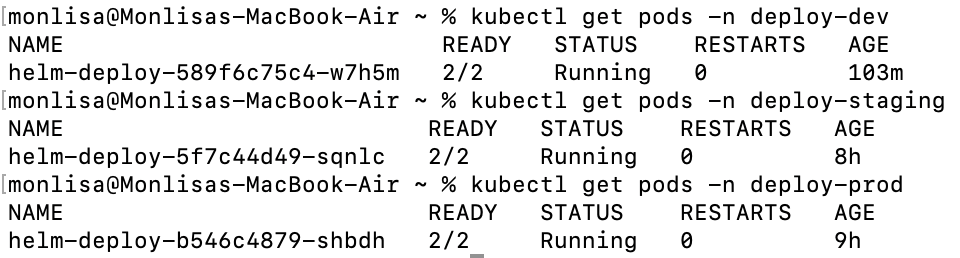 [monlisa@Monlisas-MacBook-Air ~ % kubectl get pods -n deploy-dev
NAME READY STATUS RESTARTS AGE
helm-deploy-589f6c75c4-w7h5m 2/2 Running 0 103m
[monlisa@Monlisas-MacBook-Air ~ % kubectl get pods -n deploy-staging
NAME READY STATUS RESTARTS AGE
helm-deploy-5f7c44d49-sqnlc 2/2 Running 0 8h
[monlisa@Monlisas-MacBook-Air ~ % kubectl get pods -n deploy-prod
NAME READY STATUS RESTARTS AGE
helm-deploy-b546c4879-shbdh 2/2 Running 0 9h